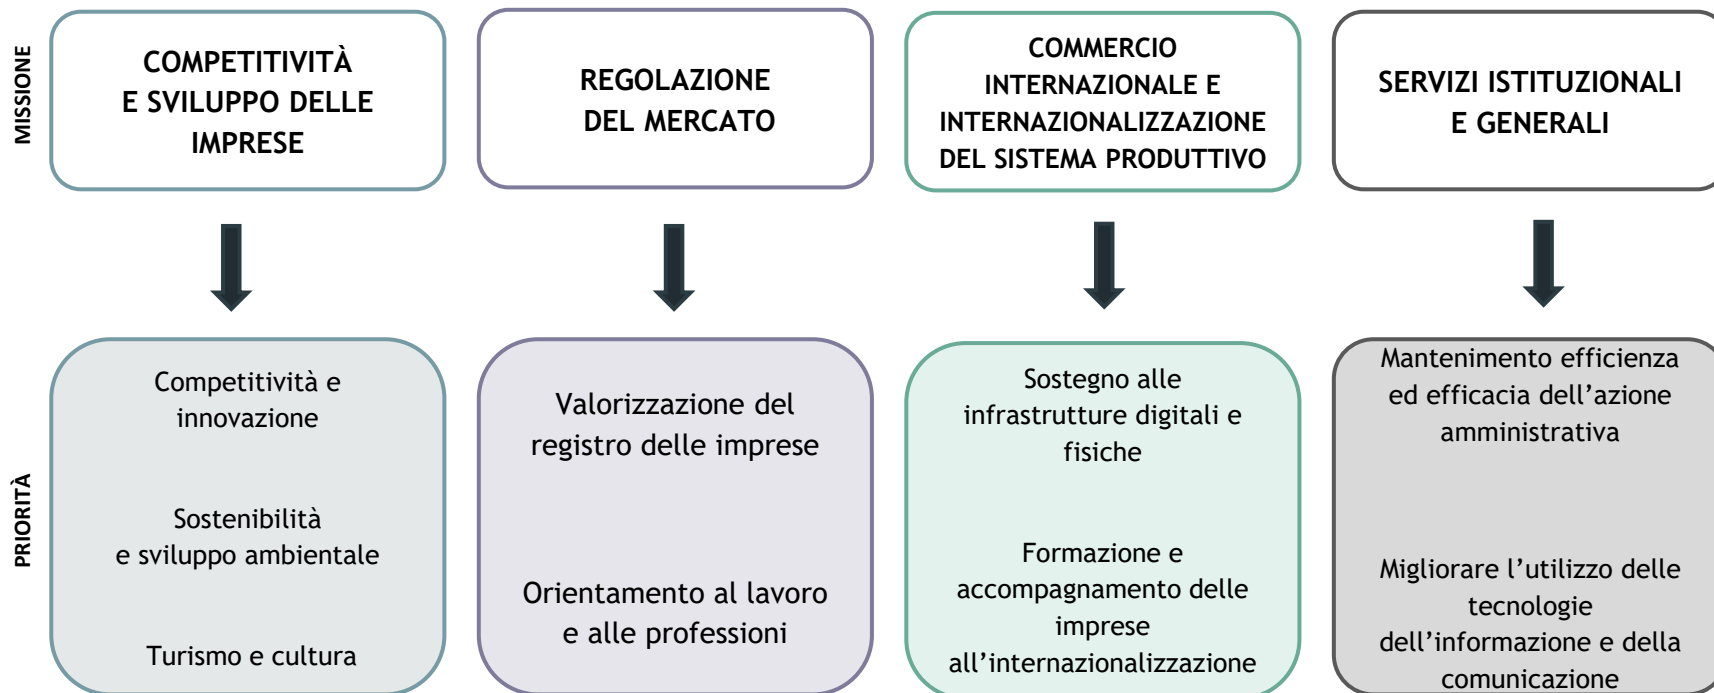 MISSIONE
COMPETITIVITÀ
E SVILUPPO DELLE
IMPRESE
REGOLAZIONE
DEL MERCATO
COMMERCIO
INTERNAZIONALE E
INTERNAZIONALIZZAZIONE
DEL SISTEMA PRODUTTIVO
SERVIZI ISTITUZIONALI
E GENERALI
PRIORITÀ
Competitività e
innovazione
Sostenibilità
e sviluppo ambientale
Turismo e cultura
Valorizzazione del
registro delle imprese
Orientamento al lavoro
e alle professioni
Sostegno alle
infrastrutture digitali e
fisiche
Formazione e
accompagnamento delle
imprese
all’internazionalizzazione
Mantenimento efficienza
ed efficacia dell’azione
amministrativa
Migliorare l’utilizzo delle
tecnologie
dell’informazione e della
comunicazione